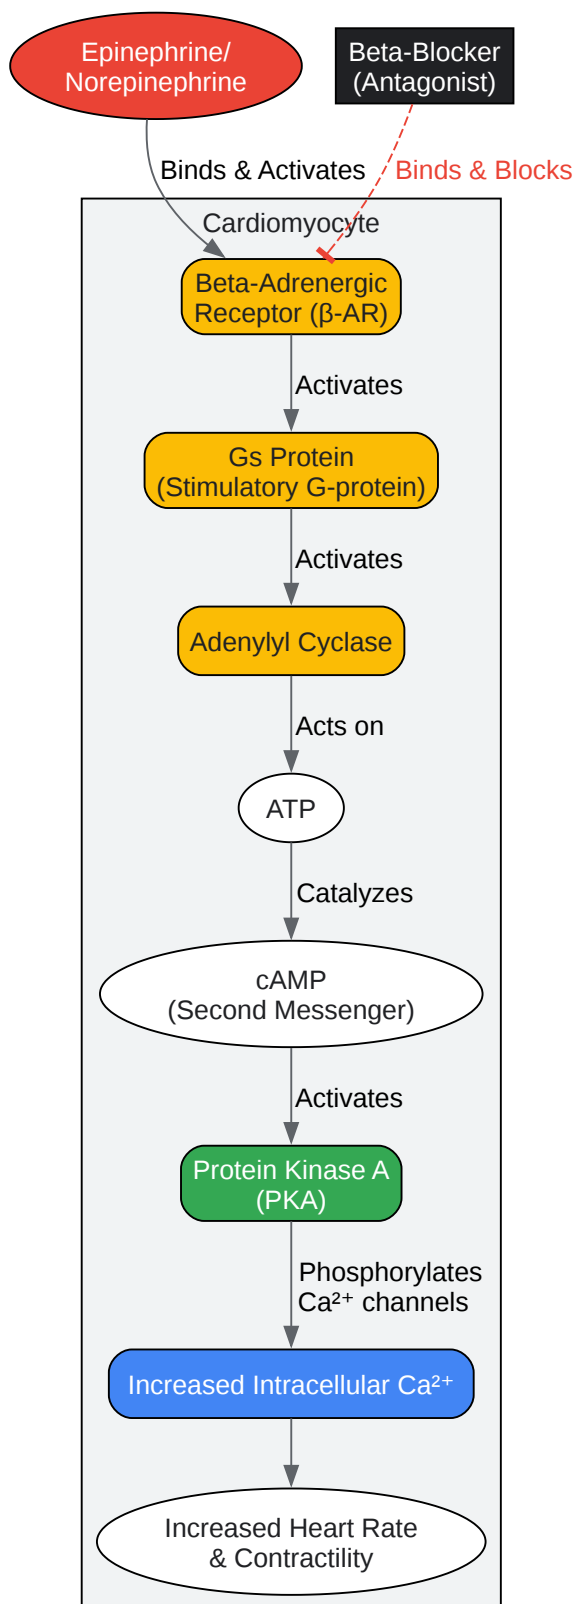 Epinephrine/
Norepinephrine
Beta-Blocker
(Antagonist)
Binds & Activates
Binds & Blocks
Cardiomyocyte
Beta-Adrenergic
Receptor (β-AR)
Activates
Gs Protein
(Stimulatory G-protein)
Activates
Adenylyl Cyclase
Acts on
ATP
Catalyzes
cAMP
(Second Messenger)
Activates
Protein Kinase A
(PKA)
Phosphorylates
Ca²⁺ channels
Increased Intracellular Ca²⁺
Increased Heart Rate
& Contractility